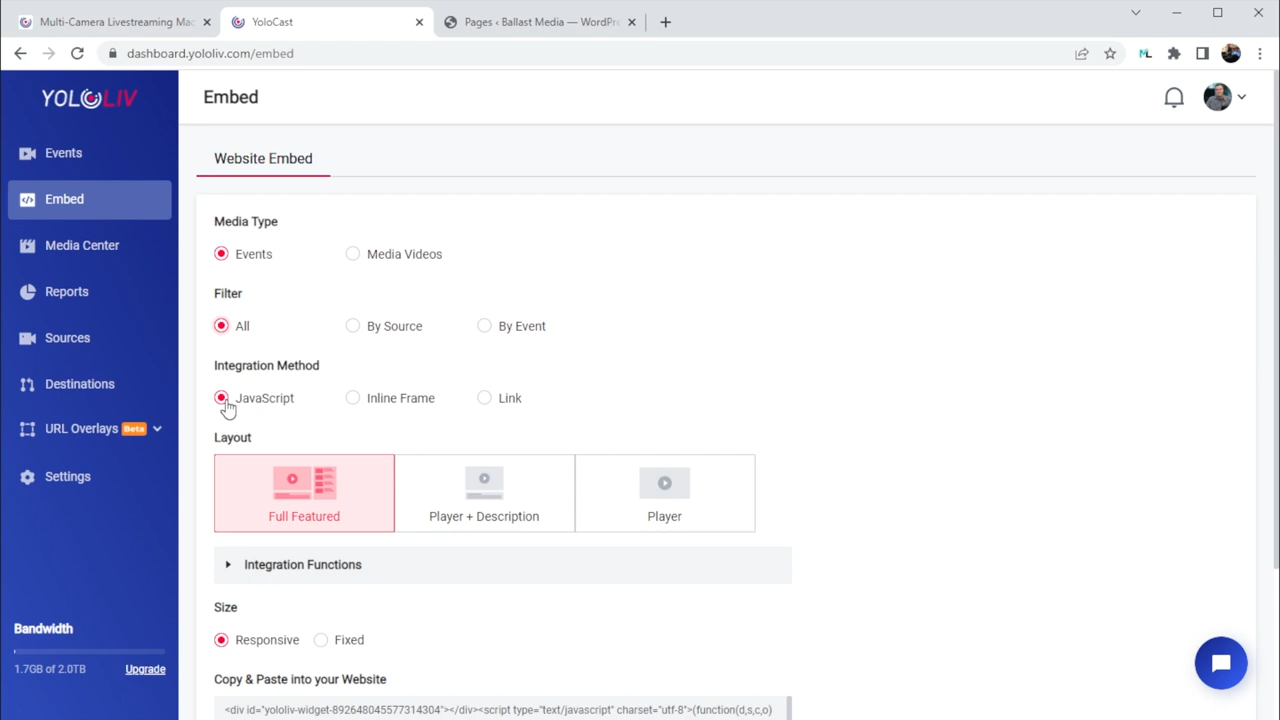 Multi-Camera Livestreaming Mac
YoloCast
Pages ‹ Ballast Media — WordPre
dashboard.yololiv.com/embed
YOLOLIV
Embed
Events
Embed
Media Center
Reports
Sources
Destinations
URL Overlays Beta
Settings
Bandwidth
1.7GB of 2.0TB Upgrade
Website Embed
Media Type
Events Media Videos
Filter
All By Source By Event
Integration Method
JavaScript Inline Frame Link
Layout
Full Featured Player + Description Player
Integration Functions
Size
Responsive Fixed
Copy & Paste into your Website
<div id="yololiv-widget-892648045577314304"></div><script type="text/javascript" charset="utf-8">(function(d,s,c,o)